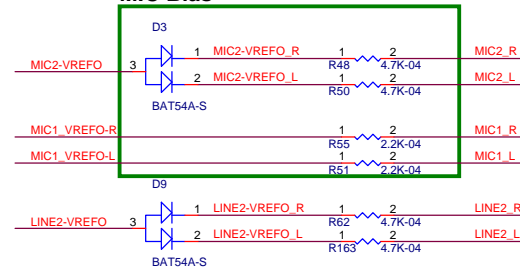 D3
1 MIC2-VREFO_R 1 2 MIC2_R
MIC2-VREFO 3 R48 4.7K-04
2 MIC2-VREFO_L 1 2 MIC2_L
R50 4.7K-04
BAT54A-S
MIC1_VREFO-R 1 2 MIC1_R
R55 2.2K-04
MIC1_VREFO-L 1 2 MIC1_L
R51 2.2K-04
D9
1 LINE2-VREFO_R 1 2 LINE2_R
LINE2-VREFO 3 R62 4.7K-04
2 LINE2-VREFO_L 1 2 LINE2_L
R163 4.7K-04
BAT54A-S